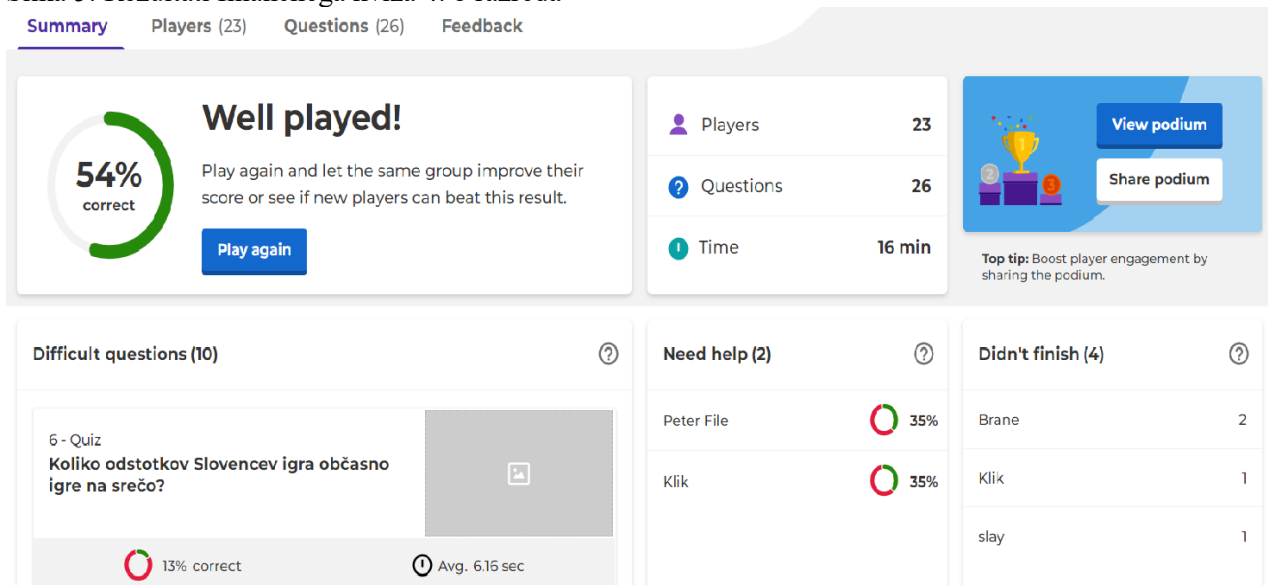 Summary
Players (23)
Questions (26)
Feedback
54%
correct
Well played!
Play again and let the same group improve their
score or see if new players can beat this result.
Play again
Players 23
Questions 26
Time 16 min
View podium
Share podium
2
3
Top tip: Boost player engagement by
sharing the podium.
Difficult questions (10)
6 - Quiz
Koliko odstotkov Slovencev igra občasno
igre na srečo?
13% correct
Avg. 6.16 sec
Need help (2)
Peter File 35%
Klik 35%
Didn't finish (4)
Brane 2
Klik 1
slay 1